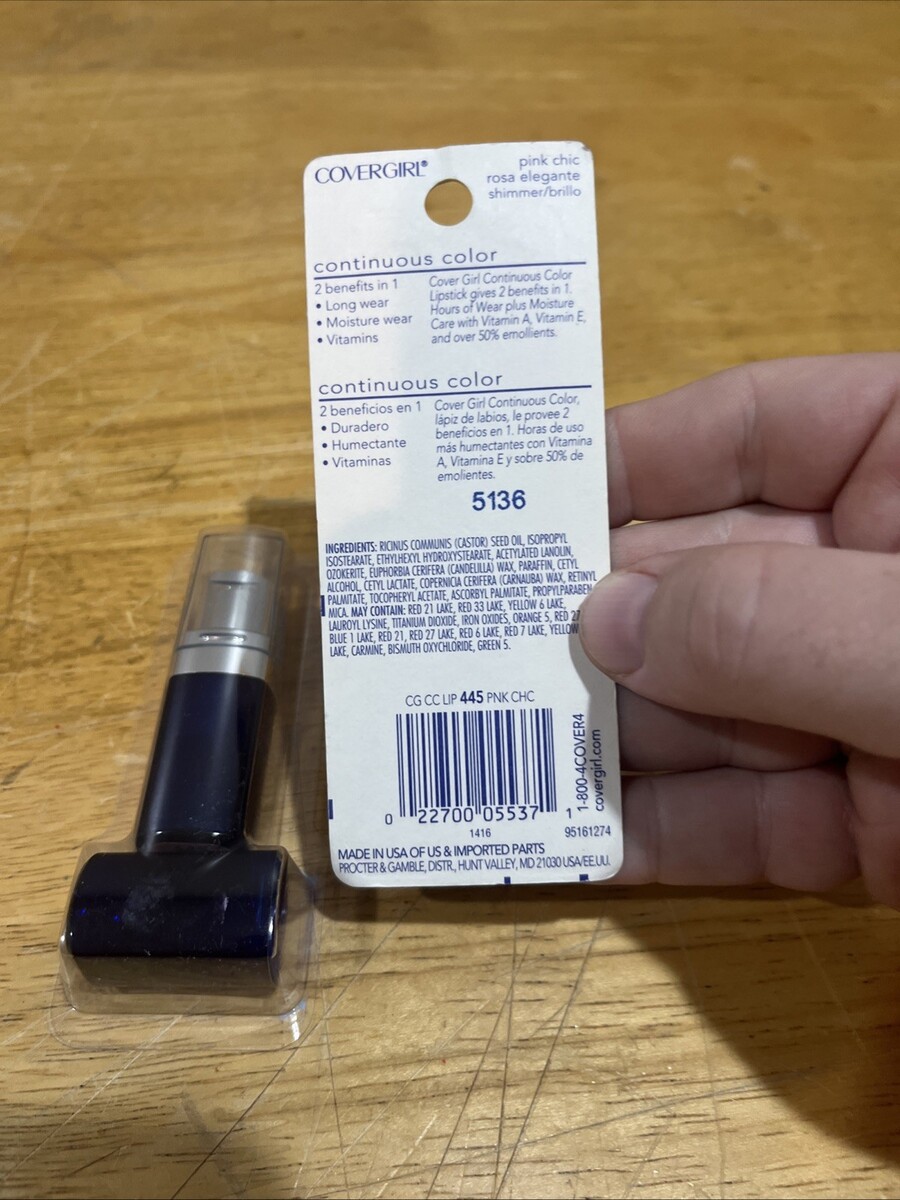 COVERGIRL®
pink chic
rosa elegante
shimmer/brillo
continuous color
2 benefits in 1
• Long wear
• Moisture wear
• Vitamins
Cover Girl Continuous Color
Lipstick gives 2 benefits in 1.
Hours of Wear plus Moisture
Care with Vitamin A, Vitamin E,
and over 50% emollients.
continuous color
2 beneficios en 1
• Duradero
• Humectante
• Vitaminas
Cover Girl Continuous Color,
lápiz de labios, le provee 2
beneficios en 1. Horas de uso
más humectantes con Vitamina
A, Vitamina E y sobre 50% de
emolientes.
5136
INGREDIENTS: RICINUS COMMUNIS (CASTOR) SEED OIL, ISOPROPYL
ISOSTEARATE, ETHYLHEXYL HYDROXYSTEARATE, ACETYLATED LANOLIN,
OZOKERITE, EUPHORBIA CERIFERA (CANDELILLA) WAX, PARAFFIN, CETYL
ALCOHOL, CETYL LACTATE, COPERNICIA CERIFERA (CARNAUBA) WAX, RETINYL
PALMITATE, TOCOPHERYL ACETATE, ASCORBYL PALMITATE, PROPYLPARABEN
MICA. MAY CONTAIN: RED 21 LAKE, RED 33 LAKE, YELLOW 6 LAKE,
LAUROYL LYSINE, TITANIUM DIOXIDE, IRON OXIDES, ORANGE 5, RED 27
BLUE 1 LAKE, RED 21, RED 27 LAKE, RED 6 LAKE, RED 7 LAKE, YELLOW
LAKE, CARMINE, BISMUTH OXYCHLORIDE, GREEN 5.
CG CC LIP 445 PNK CHC
0 22700 05537 1
1416
95161274
1-800-4COVER4
covergirl.com
MADE IN USA OF US & IMPORTED PARTS
PROCTER & GAMBLE, DISTR., HUNT VALLEY, MD 21030 USA/EE.UU.